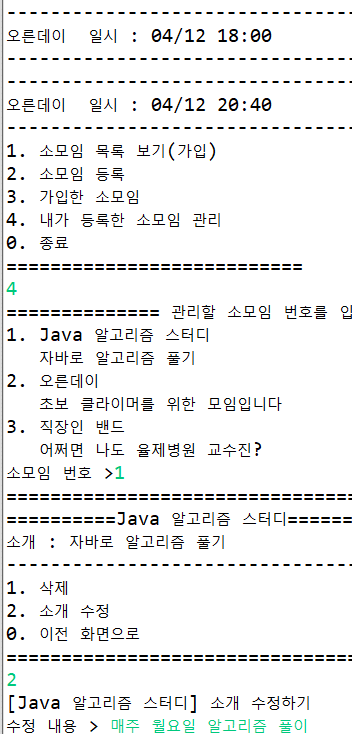 --------------------------------
오른데이  일시 : 04/12 18:00
--------------------------------
--------------------------------
오른데이  일시 : 04/12 20:40
--------------------------------
1. 소모임 목록 보기(가입)
2. 소모임 등록
3. 가입한 소모임
4. 내가 등록한 소모임 관리
0. 종료
===========================
4
============== 관리할 소모임 번호를 입
1. Java 알고리즘 스터디
   자바로 알고리즘 풀기
2. 오른데이
   초보 클라이머를 위한 모임입니다
3. 직장인 밴드
   어쩌면 나도 율제병원 교수진?
소모임 번호 >1
================================
==========Java 알고리즘 스터디======
소개 : 자바로 알고리즘 풀기
--------------------------------
1. 삭제
2. 소개 수정
0. 이전 화면으로
================================
2
[Java 알고리즘 스터디] 소개 수정하기
수정 내용 > 매주 월요일 알고리즘 풀이